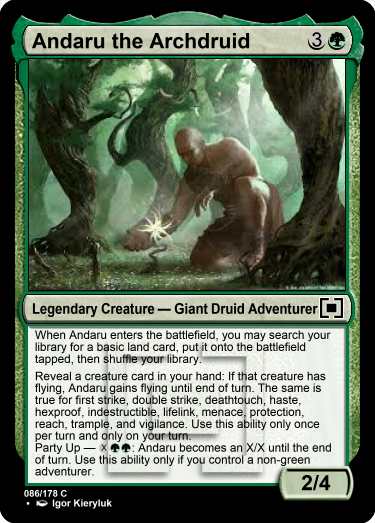 Andaru the Archdruid 3
Legendary Creature — Giant Druid Adventurer
When Andaru enters the battlefield, you may search your
library for a basic land card, put it onto the battlefield
tapped, then shuffle your library.
Reveal a creature card in your hand: If that creature has
flying, Andaru gains flying until end of turn. The same is
true for first strike, double strike, deathtouch, haste,
hexproof, indestructible, lifelink, menace, protection,
reach, trample, and vigilance. Use this ability only once
per turn and only on your turn.
Party Up — X: Andaru becomes an X/X until the end
of turn. Use this ability only if you control a non-green
adventurer.
2/4
086/178 C
• Igor Kieryluk